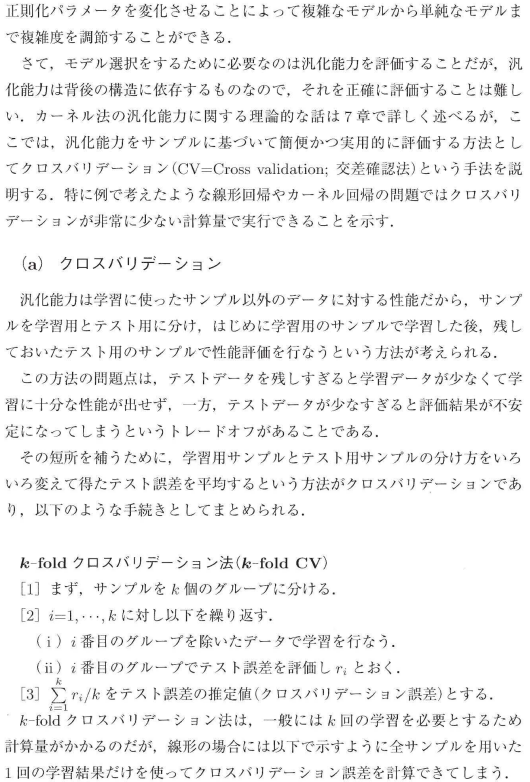 正則化パラメータを変化させることによって複雑なモデルから単純なモデルま
で複雑度を調節することができる．
さて，モデル選択をするために必要なのは汎化能力を評価することだが，汎
化能力は背後の構造に依存するものなので，それを正確に評価することは難し
い．カーネル法の汎化能力に関する理論的な話は 7 章で詳しく述べるが，こ
こでは，汎化能力をサンプルに基づいて簡便かつ実用的に評価する方法とし
てクロスバリデーション(CV=Cross validation; 交差確認法)という手法を説
明する．特に例で考えたような線形回帰やカーネル回帰の問題ではクロスバリ
デーションが非常に少ない計算量で実行できることを示す．
(a) クロスバリデーション
汎化能力は学習に使ったサンプル以外のデータに対する性能だから，サンプ
ルを学習用とテスト用に分け，はじめに学習用のサンプルで学習した後，残し
ておいたテスト用のサンプルで性能評価を行なうという方法が考えられる．
この方法の問題点は，テストデータを残しすぎると学習データが少なくて学
習に十分な性能が出せず，一方，テストデータが少なすぎると評価結果が不安
定になってしまうというトレードオフがあることである．
その短所を補うために，学習用サンプルとテスト用サンプルの分け方をいろ
いろ変えて得たテスト誤差を平均するという方法がクロスバリデーションであ
り，以下のような手続きとしてまとめられる．
k-fold クロスバリデーション法(k-fold CV)
[1] まず，サンプルを k 個のグループに分ける．
[2] i=1,⋯,k に対し以下を繰り返す．
(i) i 番目のグループを除いたデータで学習を行なう．
(ii) i 番目のグループでテスト誤差を評価し rᵢ とおく．
[3] ∑_{i=1}^{k} rᵢ/k をテスト誤差の推定値(クロスバリデーション誤差)とする．
k-fold クロスバリデーション法は，一般には k 回の学習を必要とするため
計算量がかかるのだが，線形の場合には以下で示すように全サンプルを用いた
1 回の学習結果だけを使ってクロスバリデーション誤差を計算できてしまう．